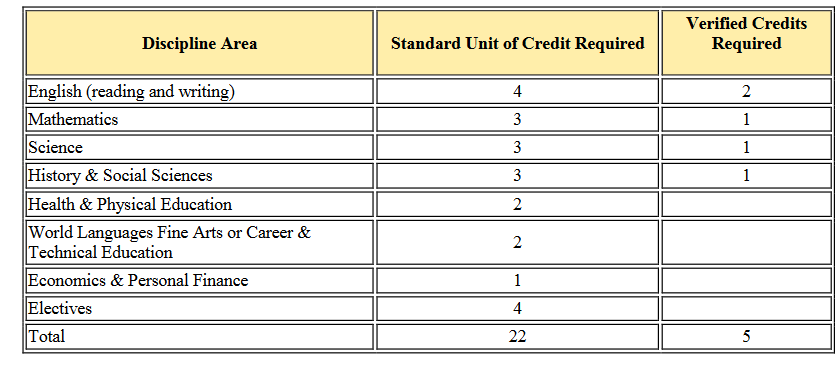 Discipline Area Standard Unit of Credit Required Verified Credits
Required
English (reading and writing) 4 2
Mathematics 3 1
Science 3 1
History & Social Sciences 3 1
Health & Physical Education 2
World Languages Fine Arts or Career &
Technical Education 2
Economics & Personal Finance 1
Electives 4
Total 22 5